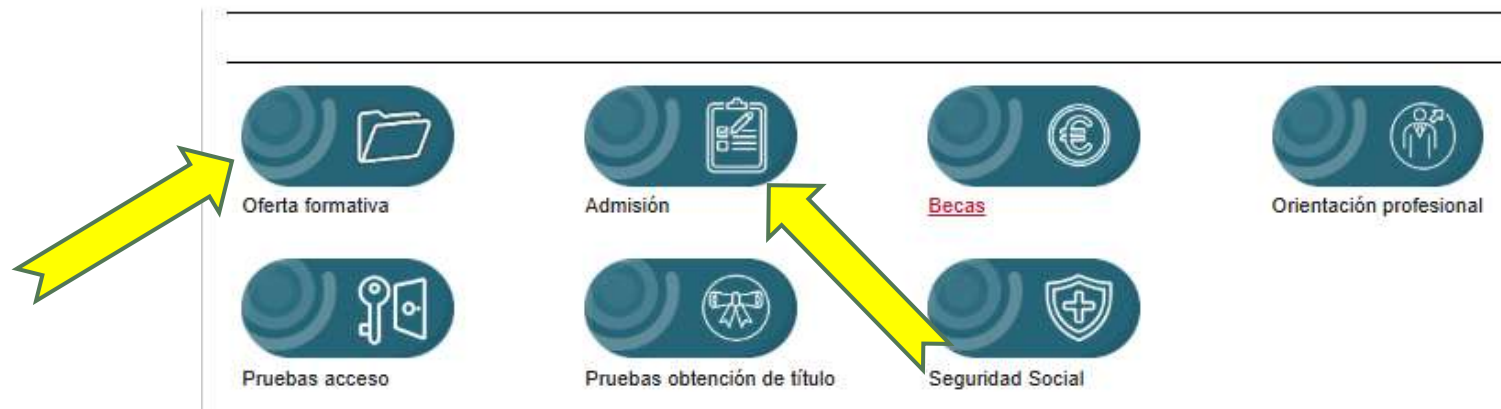 Oferta formativa
Admisión
Becas
Orientación profesional
Pruebas acceso
Pruebas obtención de título
Seguridad Social